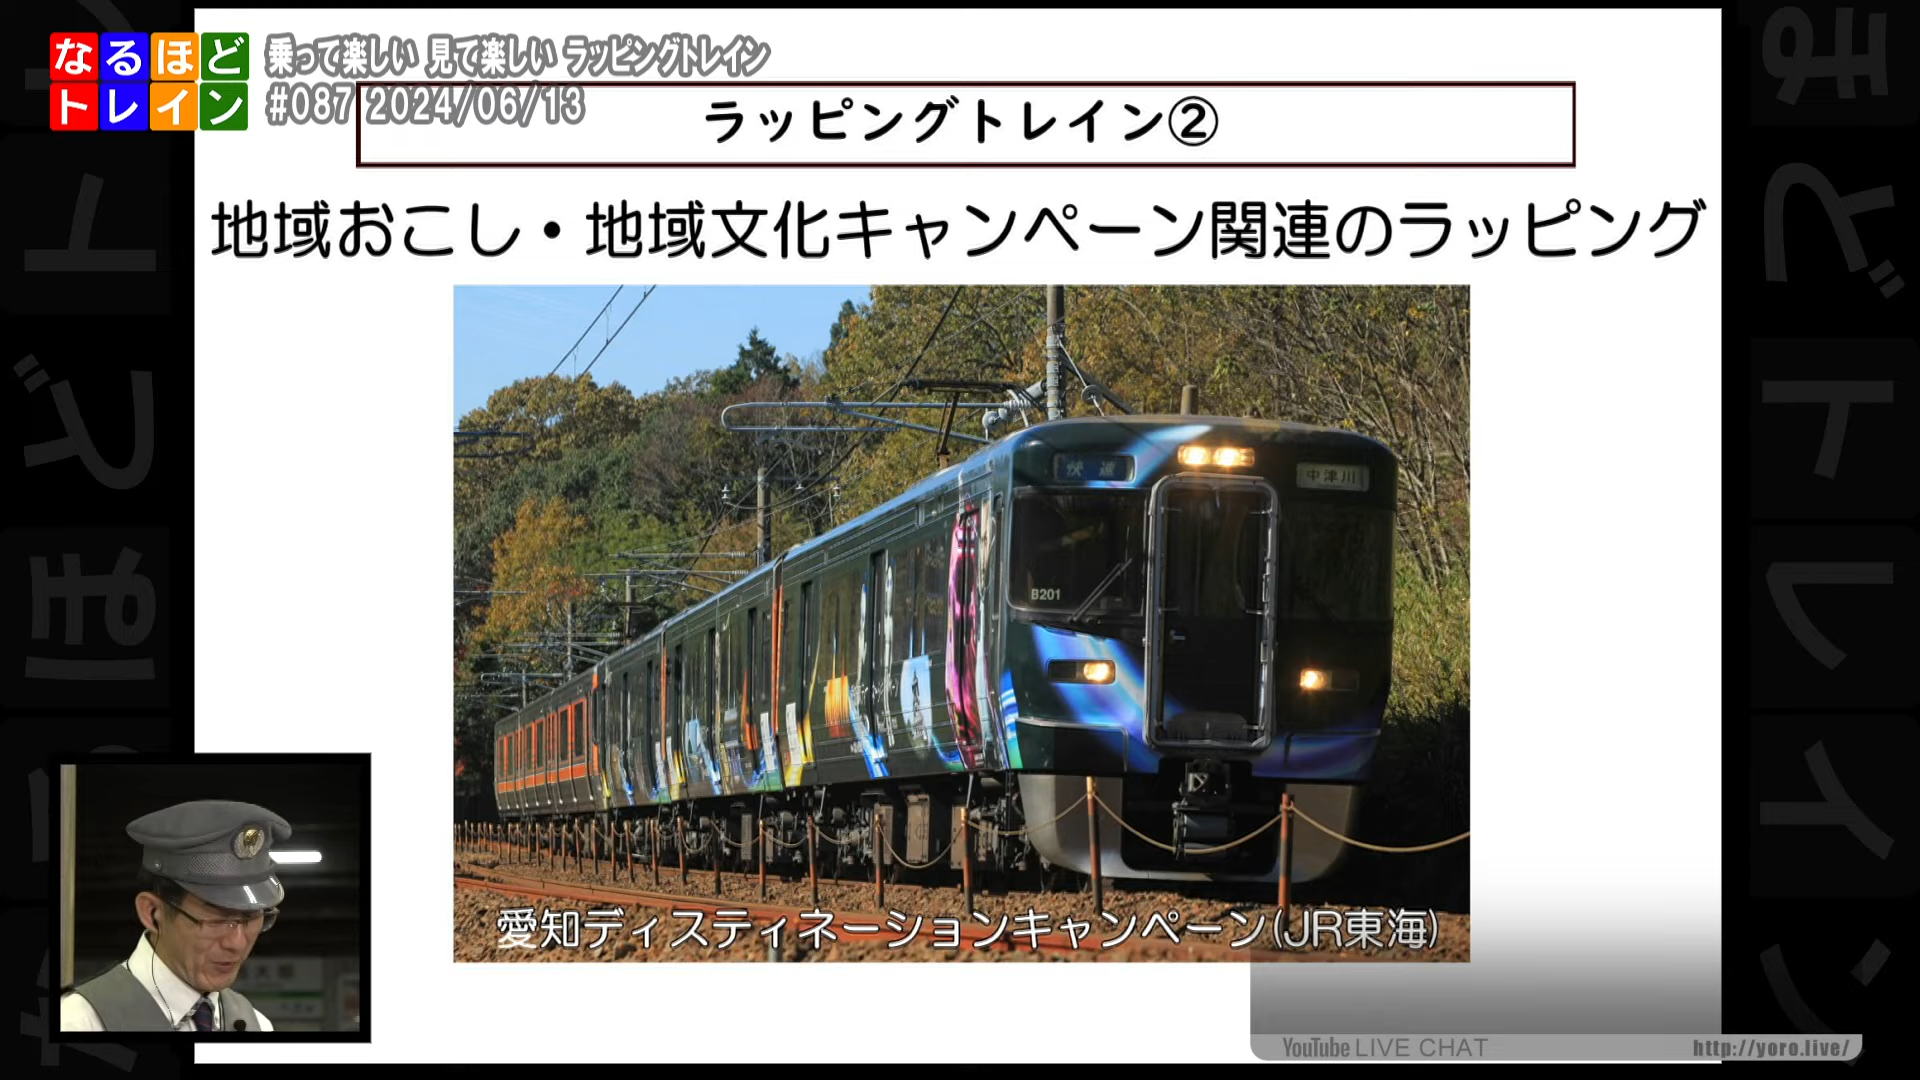 なるほど
トレイン
乗って楽しい 見て楽しい ラッピングトレイン
#087 2024/06/13
ラッピングトレイン②
地域おこし・地域文化キャンペーン関連のラッピング
快速
中津川
B201
愛知ディスティネーションキャンペーン(JR東海)
YouTube LIVE CHAT
http://yoro.live/